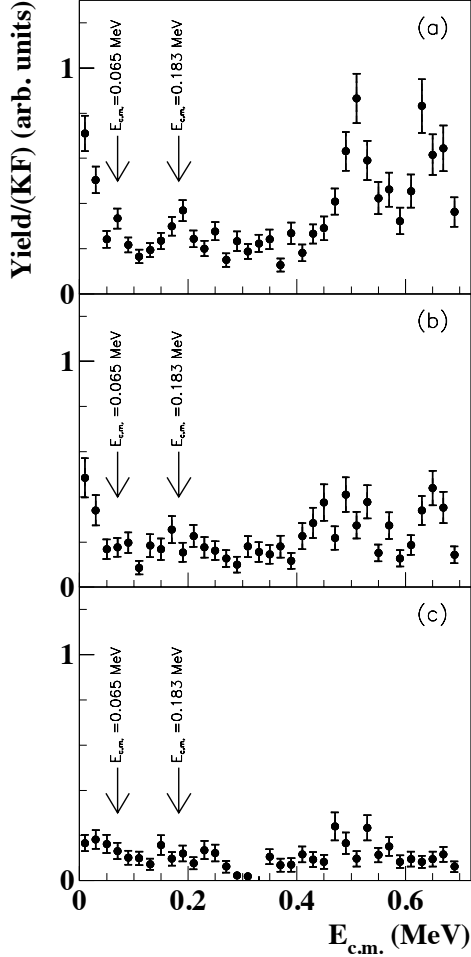 Yield/(KF) (arb. units)
(a)
1
E_c.m.=0.065 MeV
E_c.m.=0.183 MeV
0
(b)
1
E_c.m.=0.065 MeV
E_c.m.=0.183 MeV
0
(c)
1
E_c.m.=0.065 MeV
E_c.m.=0.183 MeV
0
0 0.2 0.4 0.6
E_c.m. (MeV)